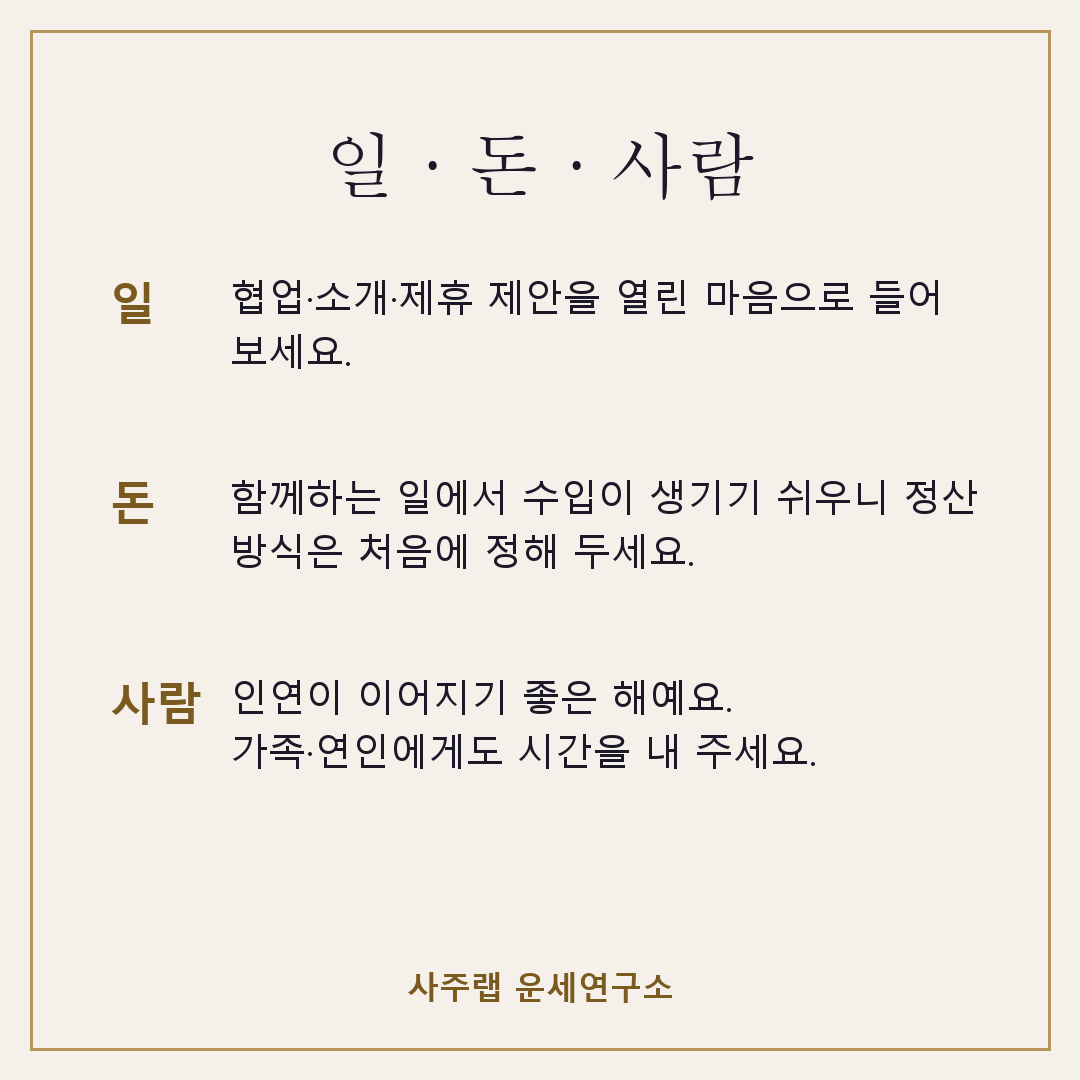 일 · 돈 · 사람
일 협업·소개·제휴 제안을 열린 마음으로 들어
보세요.
돈 함께하는 일에서 수입이 생기기 쉬우니 정산
방식은 처음에 정해 두세요.
사람 인연이 이어지기 좋은 해예요.
가족·연인에게도 시간을 내 주세요.
사주랩 운세연구소